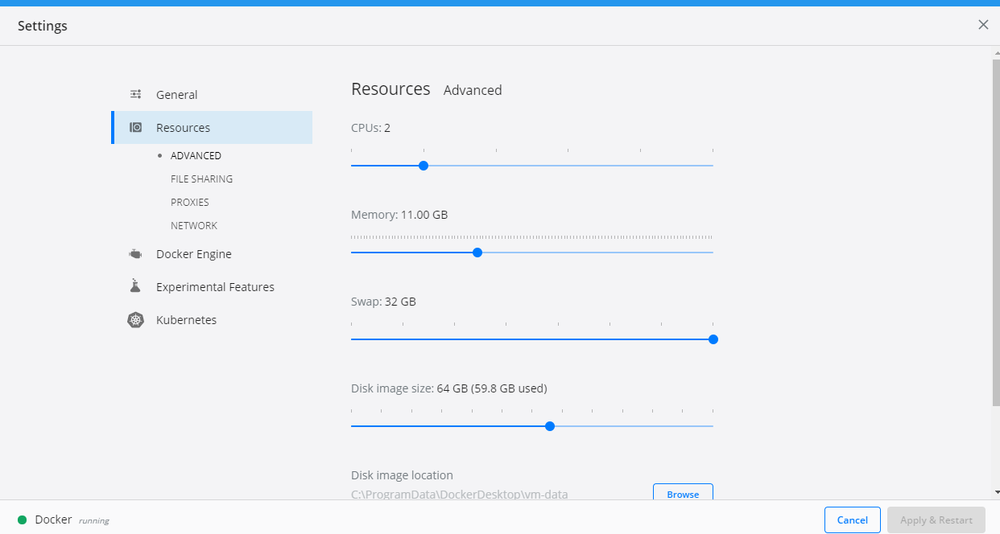 Settings
General
Resources
ADVANCED
FILE SHARING
PROXIES
NETWORK
Docker Engine
Experimental Features
Kubernetes
Resources Advanced
CPUs: 2
Memory: 11.00 GB
Swap: 32 GB
Disk image size: 64 GB (59.8 GB used)
Disk image location
C:\ProgramData\DockerDesktop\vm-data
Browse
Docker running
Cancel
Apply & Restart